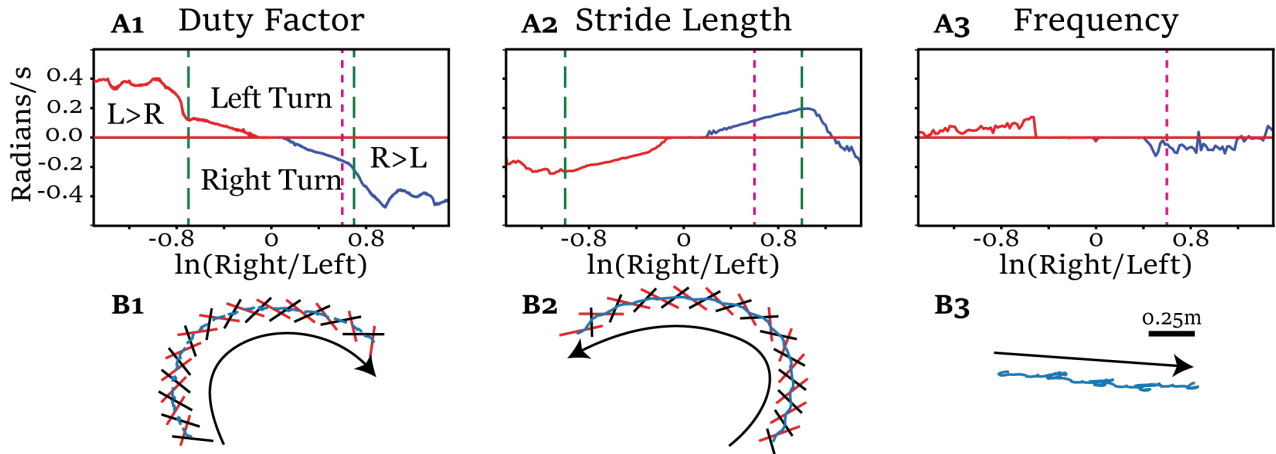 A1 Duty Factor
A2 Stride Length
A3 Frequency
Radians/s
0.4
0.2
0.0
-0.2
-0.4
L>R
Left Turn
Right Turn
R>L
-0.8 0 0.8
ln(Right/Left)
-0.8 0 0.8
ln(Right/Left)
-0.8 0 0.8
ln(Right/Left)
B1
B2
B3
0.25m